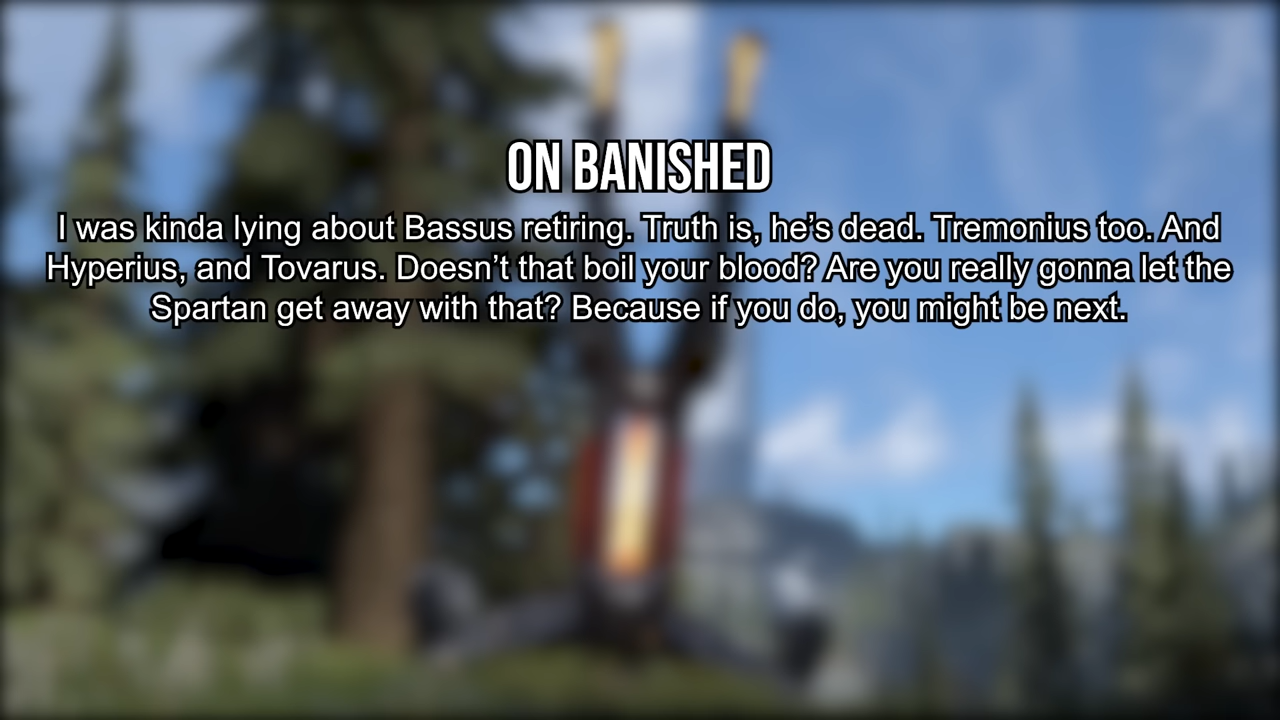 ON BANISHED
I was kinda lying about Bassus retiring. Truth is, he’s dead. Tremonius too. And
Hyperius, and Tovarus. Doesn’t that boil your blood? Are you really gonna let the
Spartan get away with that? Because if you do, you might be next.